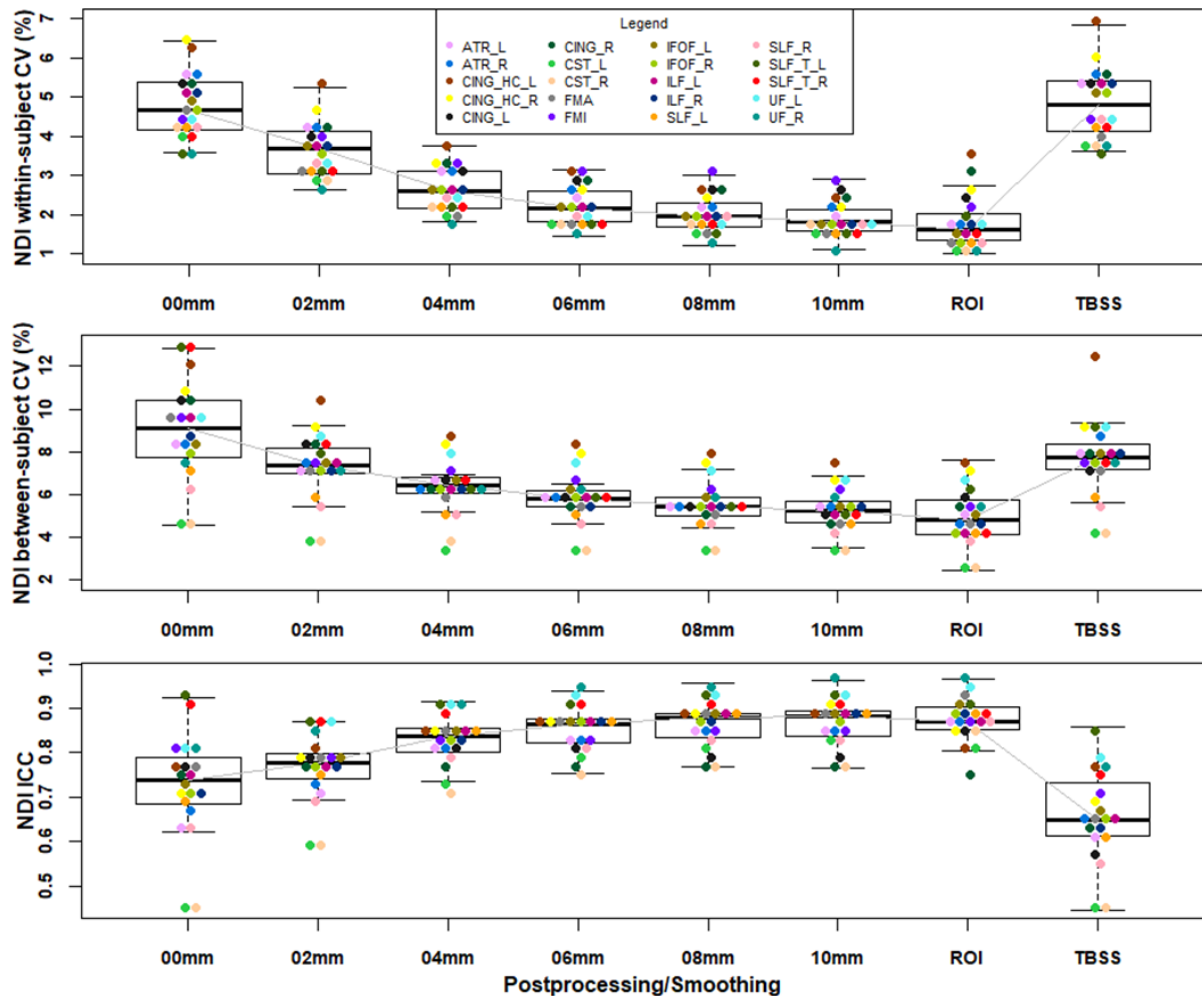 NDI within-subject CV (%)
7
6
5
4
3
2
1
Legend
ATR_L
ATR_R
CING_HC_L
CING_HC_R
CING_L
CING_R
CST_L
CST_R
FMA
FMI
IFOF_L
IFOF_R
ILF_L
ILF_R
SLF_L
SLF_R
SLF_T_L
SLF_T_R
UF_L
UF_R
00mm 02mm 04mm 06mm 08mm 10mm ROI TBSS
NDI between-subject CV (%)
12
10
8
6
4
2
00mm 02mm 04mm 06mm 08mm 10mm ROI TBSS
NDI ICC
1.0
0.9
0.8
0.7
0.6
0.5
00mm 02mm 04mm 06mm 08mm 10mm ROI TBSS
Postprocessing/Smoothing